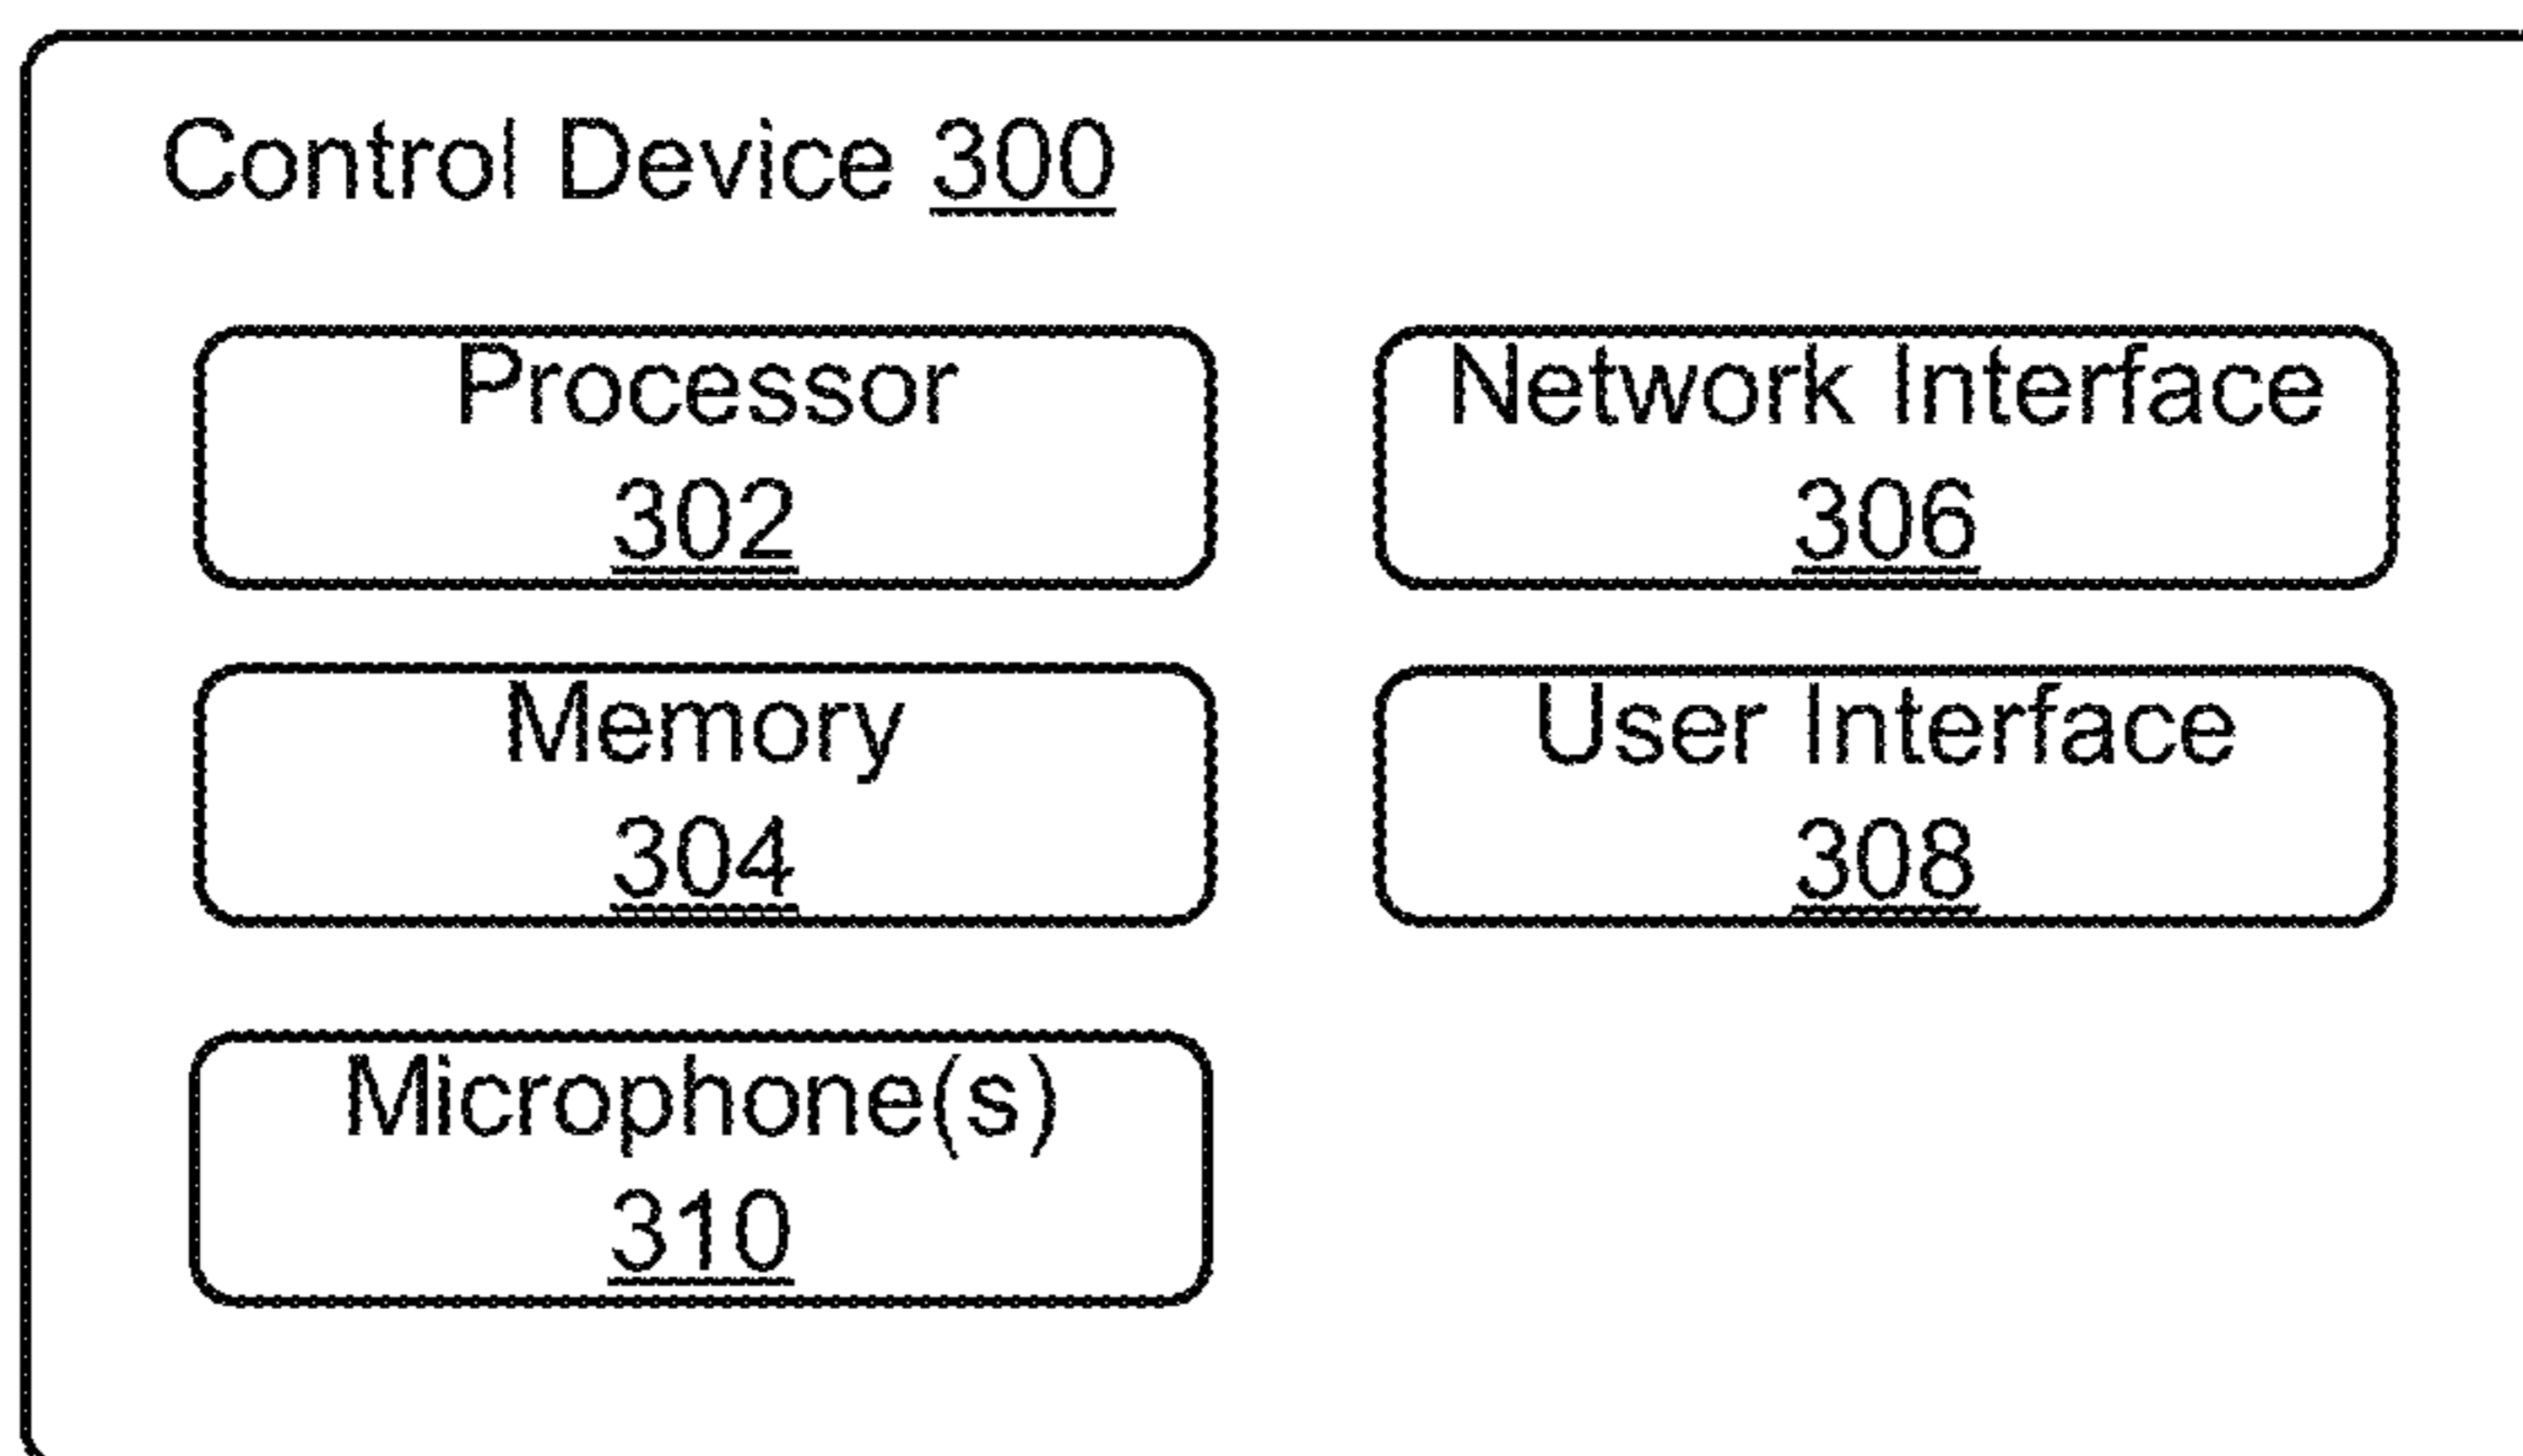 Control Device 300
Processor
302
Network Interface
306
Memory
304
User Interface
308
Microphone(s)
310